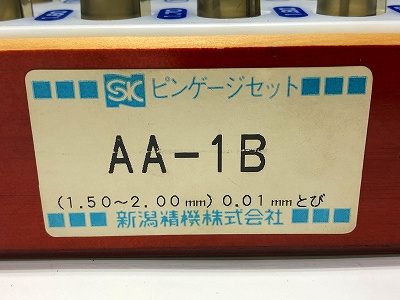 SK ピンゲージセット
AA-1B
(1.50～2.00mm) 0.01mmとび
新潟精機株式会社